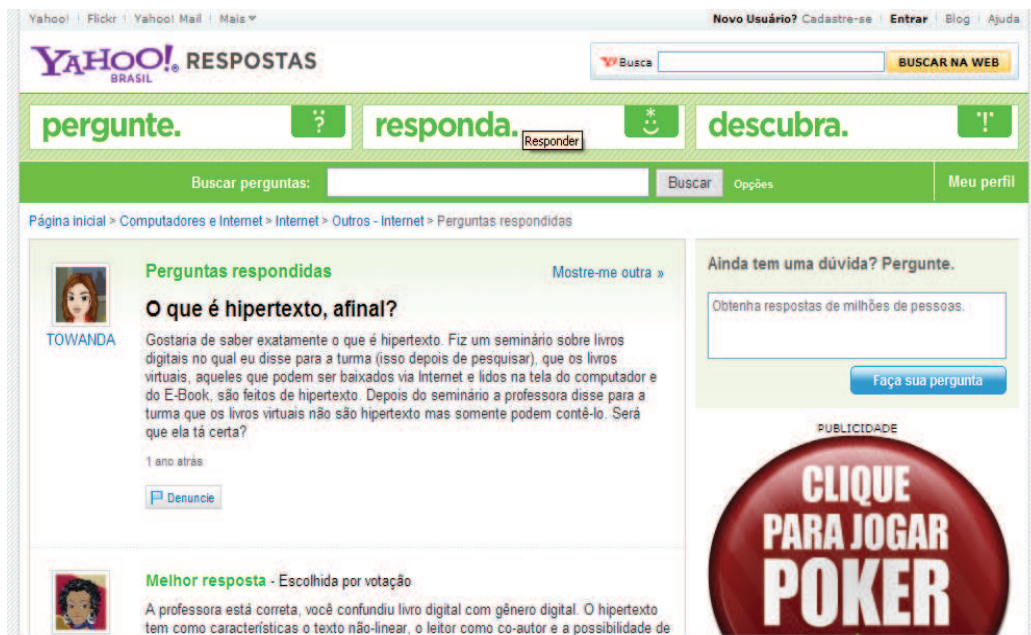 Yahoo! Flickr Yahoo! Mail Mais Novo Usuário? Cadastre-se Entrar Blog Ajuda
YAHOO! RESPOSTAS
BRASIL
Y! Busca BUSCAR NA WEB
pergunte. responda. descubra.
Responder
Buscar perguntas: Buscar Opções Meu perfil
Página inicial > Computadores e Internet > Internet > Outros - Internet > Perguntas respondidas
Perguntas respondidas Mostre-me outra »
O que é hipertexto, afinal?
TOWANDA
Gostaria de saber exatamente o que é hipertexto. Fiz um seminário sobre livros
digitais no qual eu disse para a turma (isso depois de pesquisar), que os livros
virtuais, aqueles que podem ser baixados via Internet e lidos na tela do computador e
do E-Book, são feitos de hipertexto. Depois do seminário a professora disse para a
turma que os livros virtuais não são hipertexto mas somente podem contê-lo. Será
que ela tá certa?
1 ano atrás
Denuncie
Melhor resposta - Escolhida por votação
A professora está correta, você confundiu livro digital com gênero digital. O hipertexto
tem como características o texto não-linear, o leitor como co-autor e a possibilidade de
Ainda tem uma dúvida? Pergunte.
Obtenha respostas de milhões de pessoas.
Faça sua pergunta
PUBLICIDADE
CLIQUE
PARA JOGAR
POKER